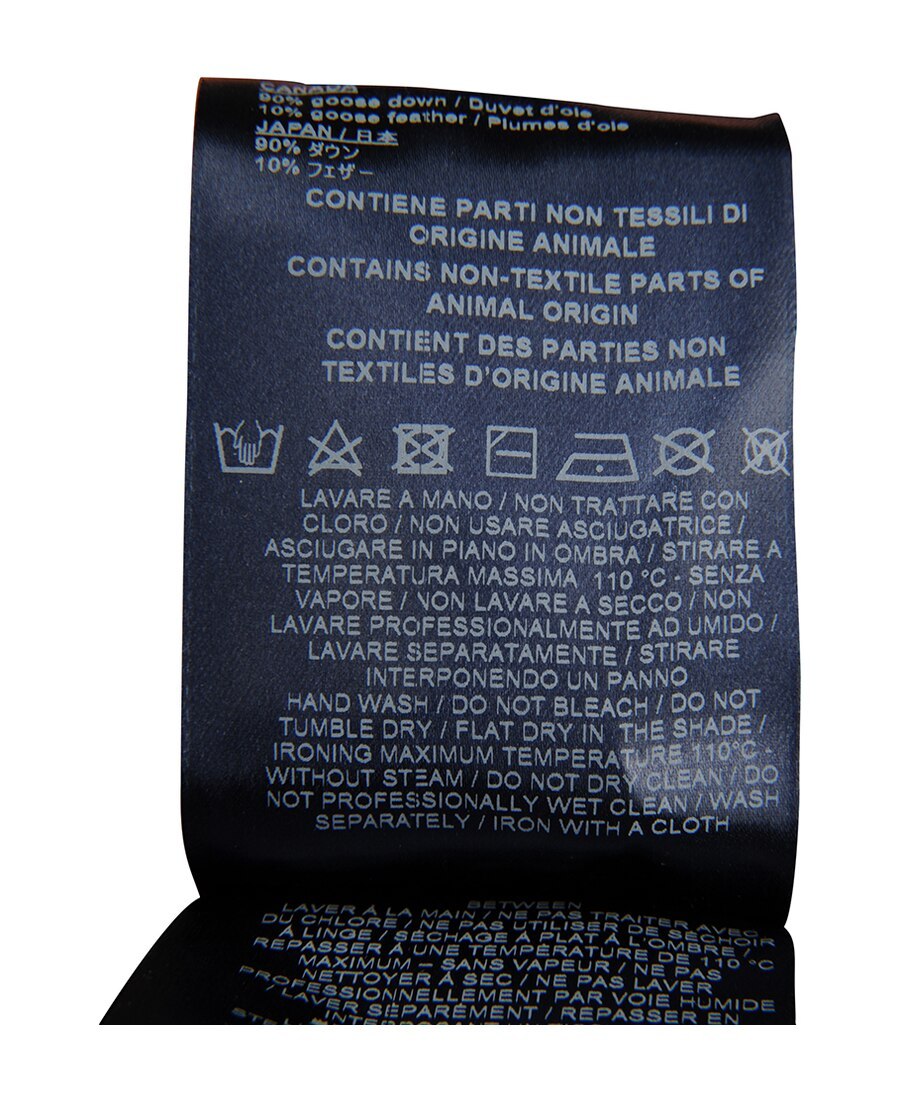 CANADA
90% goose down / Duvet d'oie
10% goose feather / Plumes d'oie
JAPAN / 日本
90% ダウン
10% フェザー
CONTIENE PARTI NON TESSILI DI
ORIGINE ANIMALE
CONTAINS NON-TEXTILE PARTS OF
ANIMAL ORIGIN
CONTIENT DES PARTIES NON
TEXTILES D'ORIGINE ANIMALE
LAVARE A MANO / NON TRATTARE CON
CLORO / NON USARE ASCIUGATRICE /
ASCIUGARE IN PIANO IN OMBRA / STIRARE A
TEMPERATURA MASSIMA 110 °C - SENZA
VAPORE / NON LAVARE A SECCO / NON
LAVARE PROFESSIONALMENTE AD UMIDO /
LAVARE SEPARATAMENTE / STIRARE
INTERPONENDO UN PANNO
HAND WASH / DO NOT BLEACH / DO NOT
TUMBLE DRY / FLAT DRY IN THE SHADE /
IRONING MAXIMUM TEMPERATURE 110°C -
WITHOUT STEAM / DO NOT DRY CLEAN / DO
NOT PROFESSIONALLY WET CLEAN / WASH
SEPARATELY / IRON WITH A CLOTH
BETWEEN
LAVER À LA MAIN / NE PAS TRAITER AVEC
DU CHLORE / NE PAS UTILISER DE SÉCHOIR
À LINGE / SÉCHAGE À PLAT À L'OMBRE /
RÉPASSER À UNE TEMPÉRATURE DE 110 °C
MAXIMUM – SANS VAPEUR / NE PAS
NETTOYER À SEC / NE PAS LAVER
PROFESSIONNELLEMENT PAR VOIE HUMIDE
/ LAVER SÉPARÉMENT / REPASSER EN